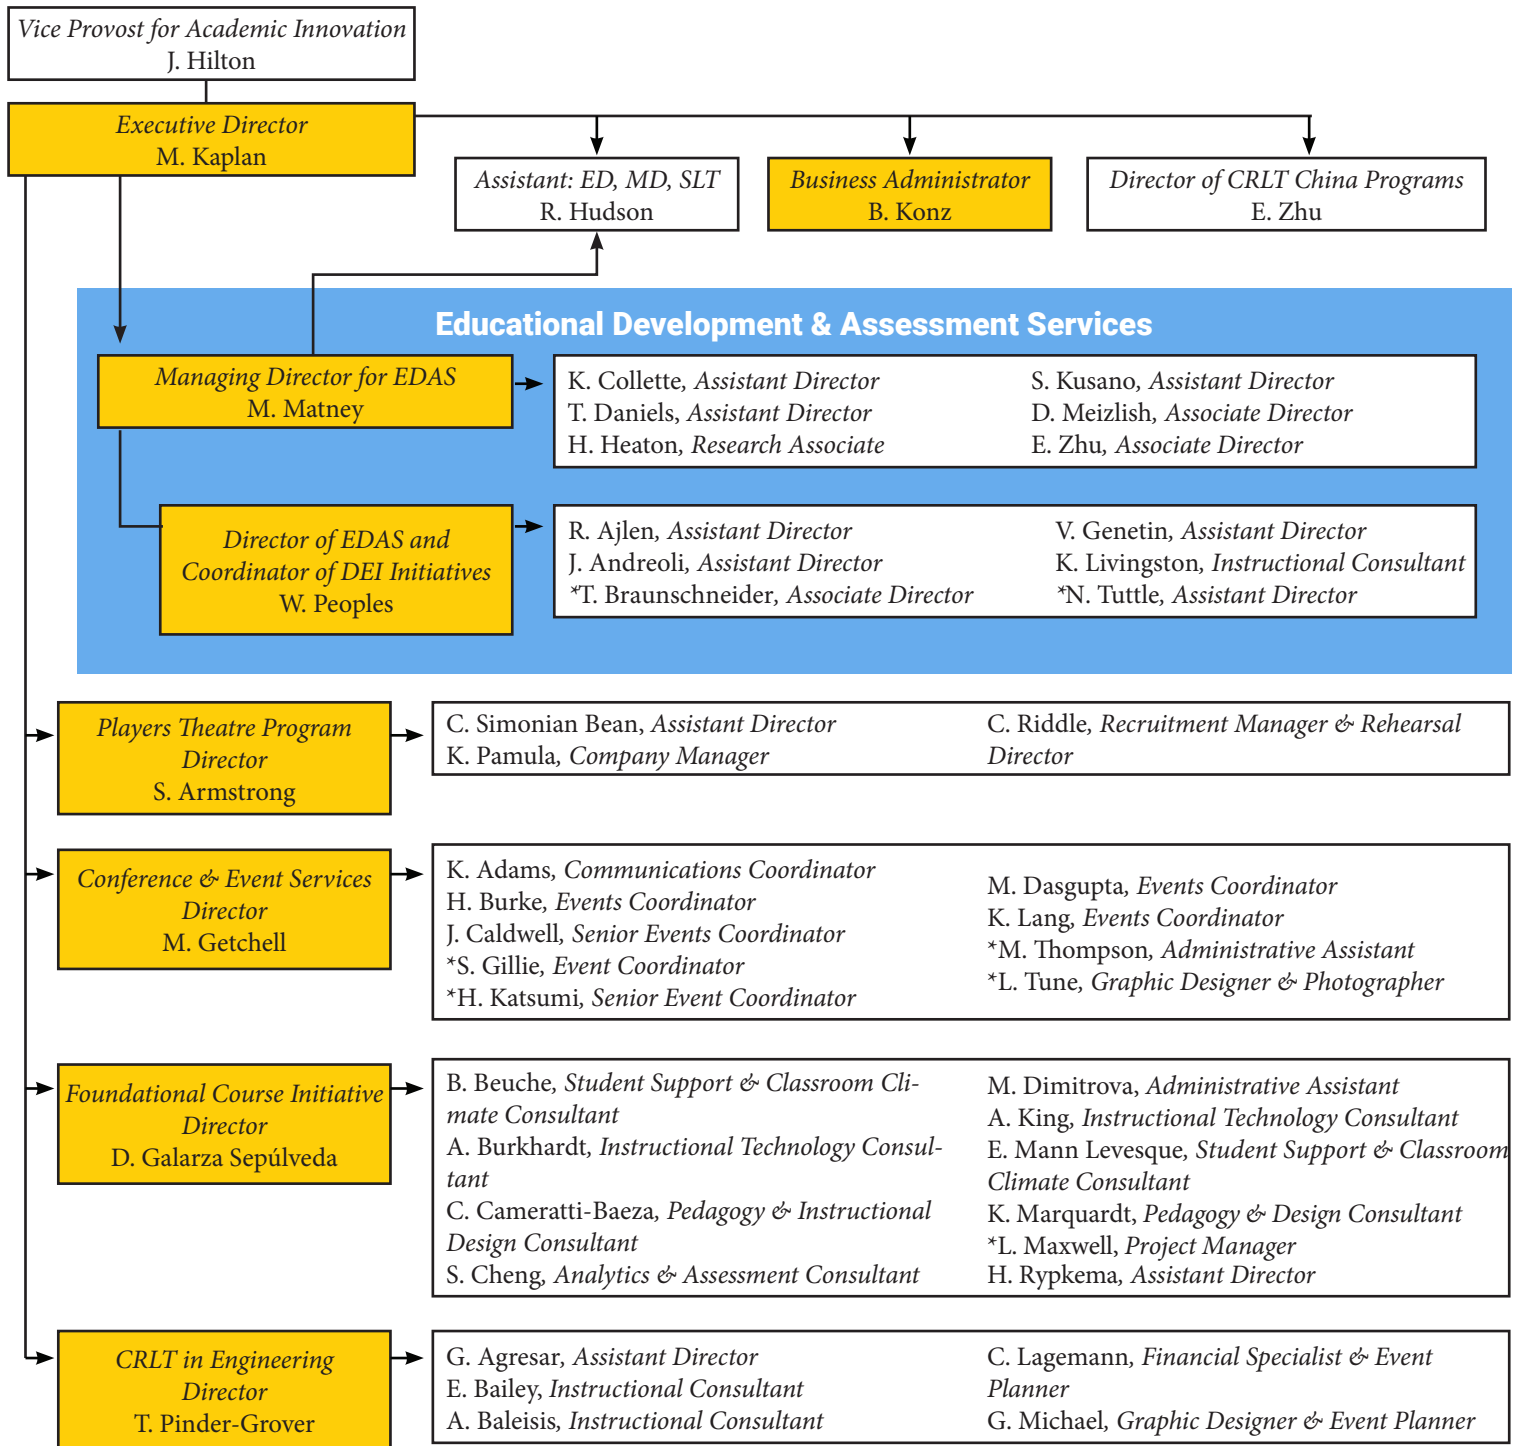 Vice Provost for Academic Innovation
J. Hilton
Executive Director
M. Kaplan
Assistant: ED, MD, SLT
R. Hudson
Business Administrator
B. Konz
Director of CRLT China Programs
E. Zhu
Educational Development & Assessment Services
Managing Director for EDAS
M. Matney
K. Collette, Assistant Director
T. Daniels, Assistant Director
H. Heaton, Research Associate
S. Kusano, Assistant Director
D. Meizlish, Associate Director
E. Zhu, Associate Director
Director of EDAS and
Coordinator of DEI Initiatives
W. Peoples
R. Ajlen, Assistant Director
J. Andreoli, Assistant Director
*T. Braunschneider, Associate Director
V. Genetin, Assistant Director
K. Livingston, Instructional Consultant
*N. Tuttle, Assistant Director
Players Theatre Program
Director
S. Armstrong
C. Simonian Bean, Assistant Director
K. Pamula, Company Manager
C. Riddle, Recruitment Manager & Rehearsal
Director
Conference & Event Services
Director
M. Getchell
K. Adams, Communications Coordinator
H. Burke, Events Coordinator
J. Caldwell, Senior Events Coordinator
*S. Gillie, Event Coordinator
*H. Katsumi, Senior Event Coordinator
M. Dasgupta, Events Coordinator
K. Lang, Events Coordinator
*M. Thompson, Administrative Assistant
*L. Tune, Graphic Designer & Photographer
Foundational Course Initiative
Director
D. Galarza Sepúlveda
B. Beuche, Student Support & Classroom Cli-
mate Consultant
A. Burkhardt, Instructional Technology Consul-
tant
C. Cameratti-Baeza, Pedagogy & Instructional
Design Consultant
S. Cheng, Analytics & Assessment Consultant
M. Dimitrova, Administrative Assistant
A. King, Instructional Technology Consultant
E. Mann Levesque, Student Support & Classroom
Climate Consultant
K. Marquardt, Pedagogy & Design Consultant
*L. Maxwell, Project Manager
H. Rypkema, Assistant Director
CRLT in Engineering
Director
T. Pinder-Grover
G. Agresar, Assistant Director
E. Bailey, Instructional Consultant
A. Baleisis, Instructional Consultant
C. Lagemann, Financial Specialist & Event
Planner
G. Michael, Graphic Designer & Event Planner